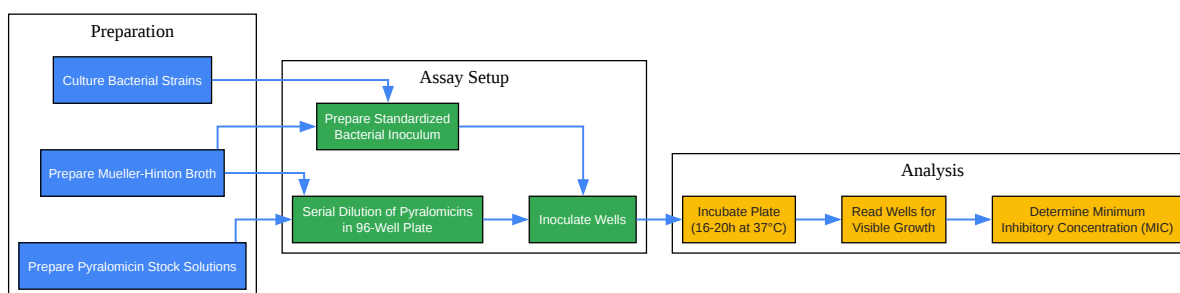 Preparation
Culture Bacterial Strains
Prepare Mueller-Hinton Broth
Prepare Pyralomicin Stock Solutions
Assay Setup
Prepare Standardized
Bacterial Inoculum
Serial Dilution of Pyralomicins
in 96-Well Plate
Inoculate Wells
Analysis
Incubate Plate
(16-20h at 37°C)
Read Wells for
Visible Growth
Determine Minimum
Inhibitory Concentration (MIC)